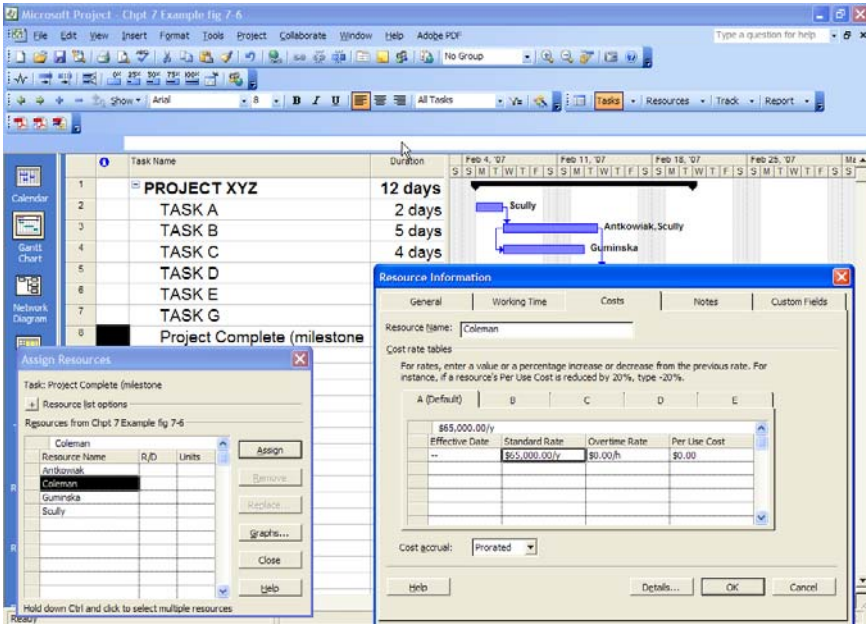 Microsoft Project - Chpt 7 Example fig 7-6
File Edit View Insert Format Tools Project Collaborate Window Help Adobe PDF
Type a question for help
No Group
0% 25% 50% 75% 100%
Show Arial 8 B I U All Tasks Tasks Resources Track Report
Task Name Duration
Feb 4, '07 Feb 11, '07 Feb 18, '07 Feb 25, '07 Ma
S S M T W T F S S M T W T F S S M T W T F S S M T W T F S S
Calendar
Gantt Chart
Network Diagram
1 PROJECT XYZ 12 days
2 TASK A 2 days Scully
3 TASK B 5 days Antkowiak,Scully
4 TASK C 4 days Guminska
5 TASK D
6 TASK E
7 TASK G
8 Project Complete (milestone
Assign Resources
Task: Project Complete (milestone
+ Resource list options
Resources from Chpt 7 Example fig 7-6
Coleman
Resource Name R/D Units
Antkowiak
Coleman
Guminska
Scully
Assign
Remove
Replace...
Graphs...
Close
Help
Hold down Ctrl and click to select multiple resources
Ready
Resource Information
General Working Time Costs Notes Custom Fields
Resource Name: Coleman
Cost rate tables
For rates, enter a value or a percentage increase or decrease from the previous rate. For
instance, if a resource's Per Use Cost is reduced by 20%, type -20%.
A (Default) B C D E
$65,000.00/y
Effective Date Standard Rate Overtime Rate Per Use Cost
-- $65,000.00/y $0.00/h $0.00
Cost accrual: Prorated
Help Details... OK Cancel